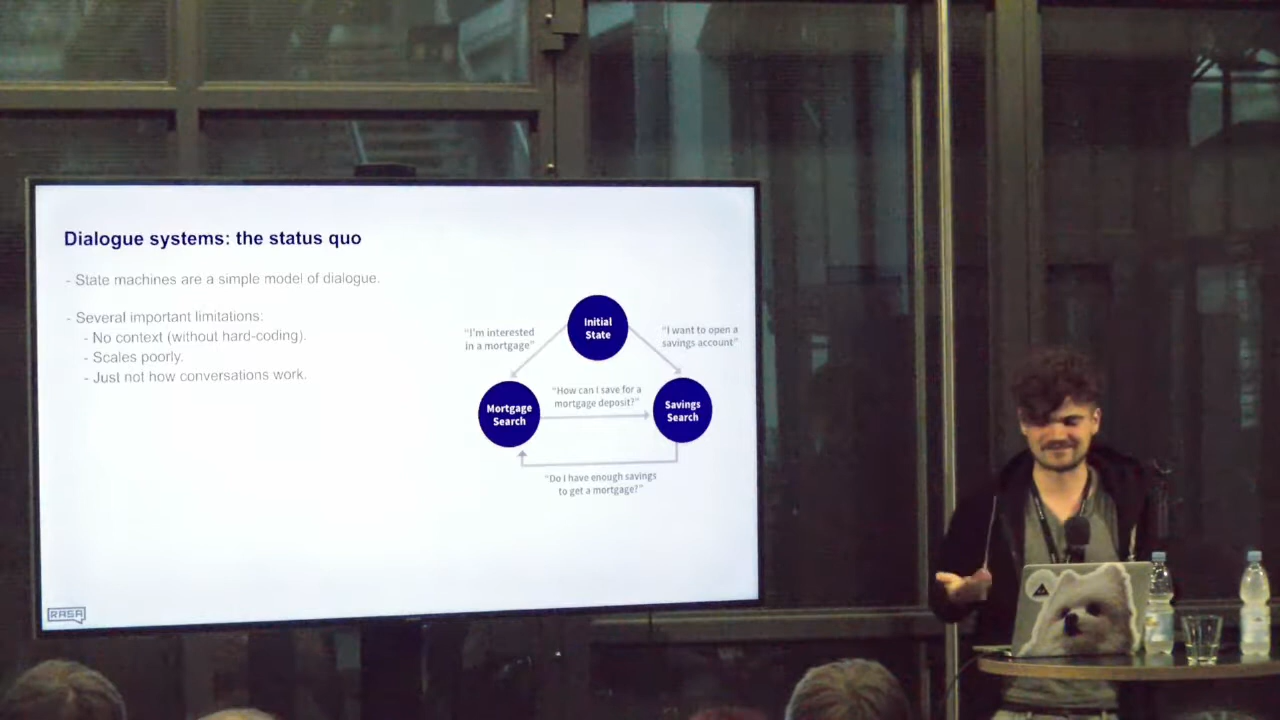 Dialogue systems: the status quo
- State machines are a simple model of dialogue.
- Several important limitations:
- No context (without hard-coding).
- Scales poorly.
- Just not how conversations work.
Initial
State
"I'm interested
in a mortgage"
"I want to open a
savings account"
Mortgage
Search
"How can I save for a
mortgage deposit?"
Savings
Search
"Do I have enough savings
to get a mortgage?"
RASA